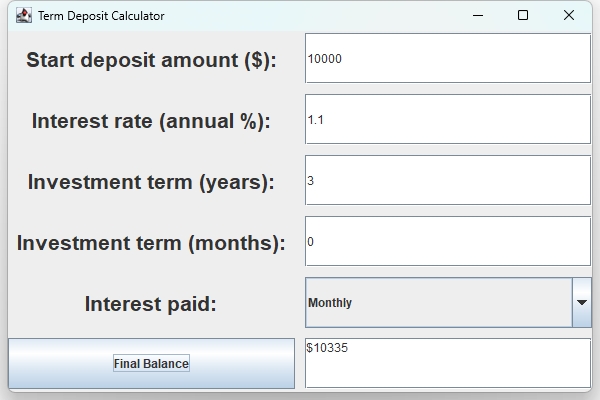 Term Deposit Calculator
Start deposit amount ($): 10000
Interest rate (annual %): 1.1
Investment term (years): 3
Investment term (months): 0
Interest paid: Monthly
Final Balance $10335